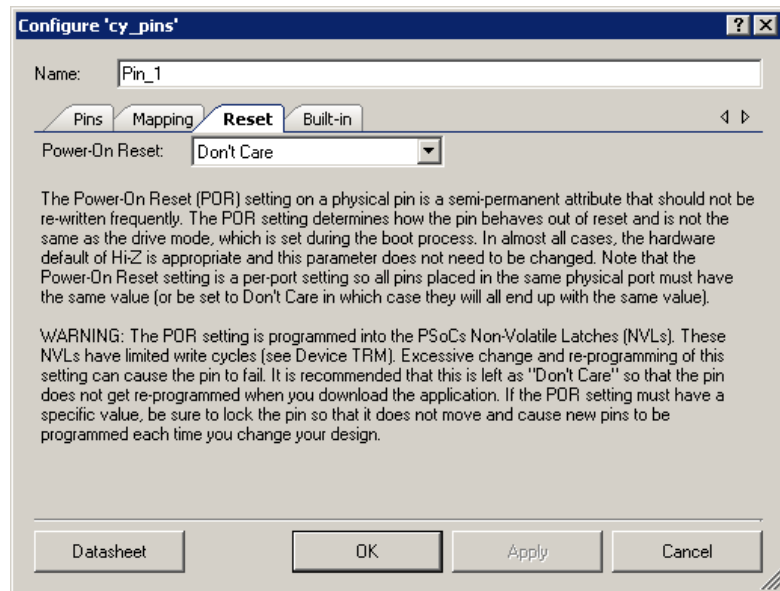 Configure 'cy_pins'
Name: Pin_1
Pins Mapping Reset Built-in
Power-On Reset: Don't Care
The Power-On Reset (POR) setting on a physical pin is a semi-permanent attribute that should not be
re-written frequently. The POR setting determines how the pin behaves out of reset and is not the
same as the drive mode, which is set during the boot process. In almost all cases, the hardware
default of Hi-Z is appropriate and this parameter does not need to be changed. Note that the
Power-On Reset setting is a per-port setting so all pins placed in the same physical port must have
the same value (or be set to Don't Care in which case they will all end up with the same value).
WARNING: The POR setting is programmed into the PSoCs Non-Volatile Latches (NVLs). These
NVLs have limited write cycles (see Device TRM). Excessive change and re-programming of this
setting can cause the pin to fail. It is recommended that this is left as "Don't Care" so that the pin
does not get re-programmed when you download the application. If the POR setting must have a
specific value, be sure to lock the pin so that it does not move and cause new pins to be
programmed each time you change your design.
Datasheet OK Apply Cancel